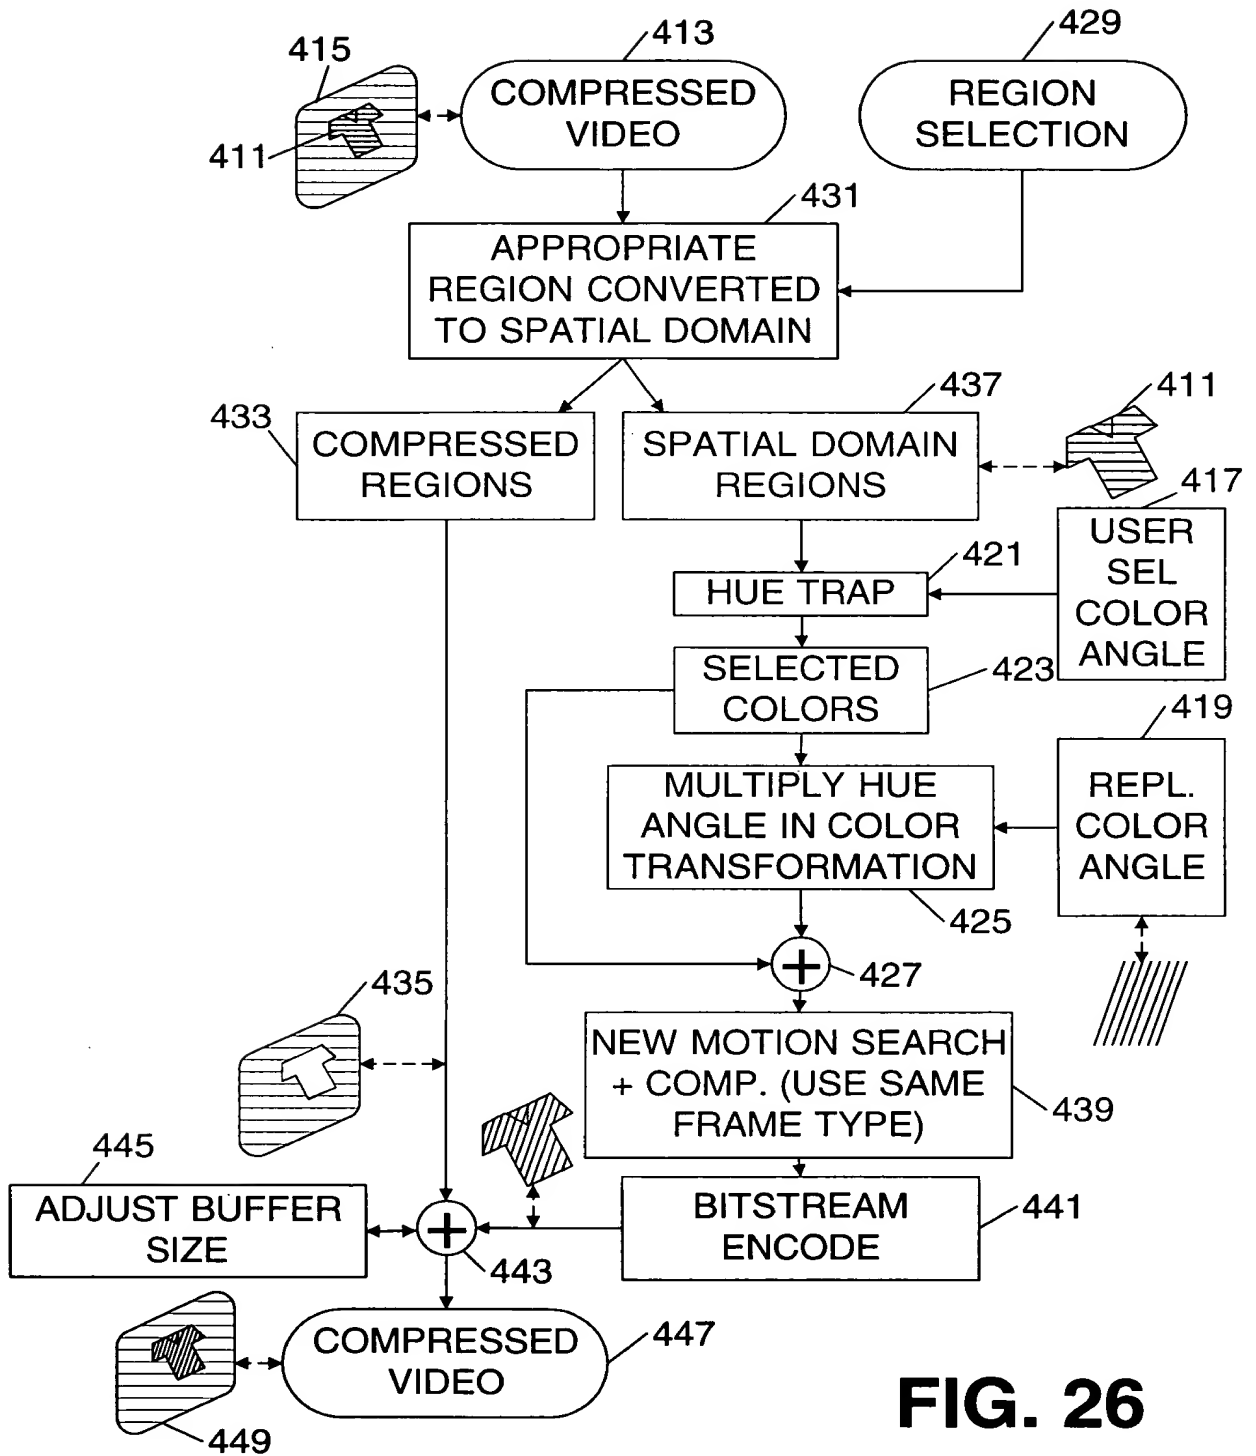 413
429
415
COMPRESSED
VIDEO
REGION
SELECTION
411
431
APPROPRIATE
REGION CONVERTED
TO SPATIAL DOMAIN
437
411
433
COMPRESSED
REGIONS
SPATIAL DOMAIN
REGIONS
417
USER
SEL
COLOR
ANGLE
421
HUE TRAP
SELECTED
COLORS
423
419
MULTIPLY HUE
ANGLE IN COLOR
TRANSFORMATION
REPL.
COLOR
ANGLE
425
+
427
435
NEW MOTION SEARCH
+ COMP. (USE SAME
FRAME TYPE)
439
445
ADJUST BUFFER
SIZE
+
443
BITSTREAM
ENCODE
441
COMPRESSED
VIDEO
447
449
FIG. 26